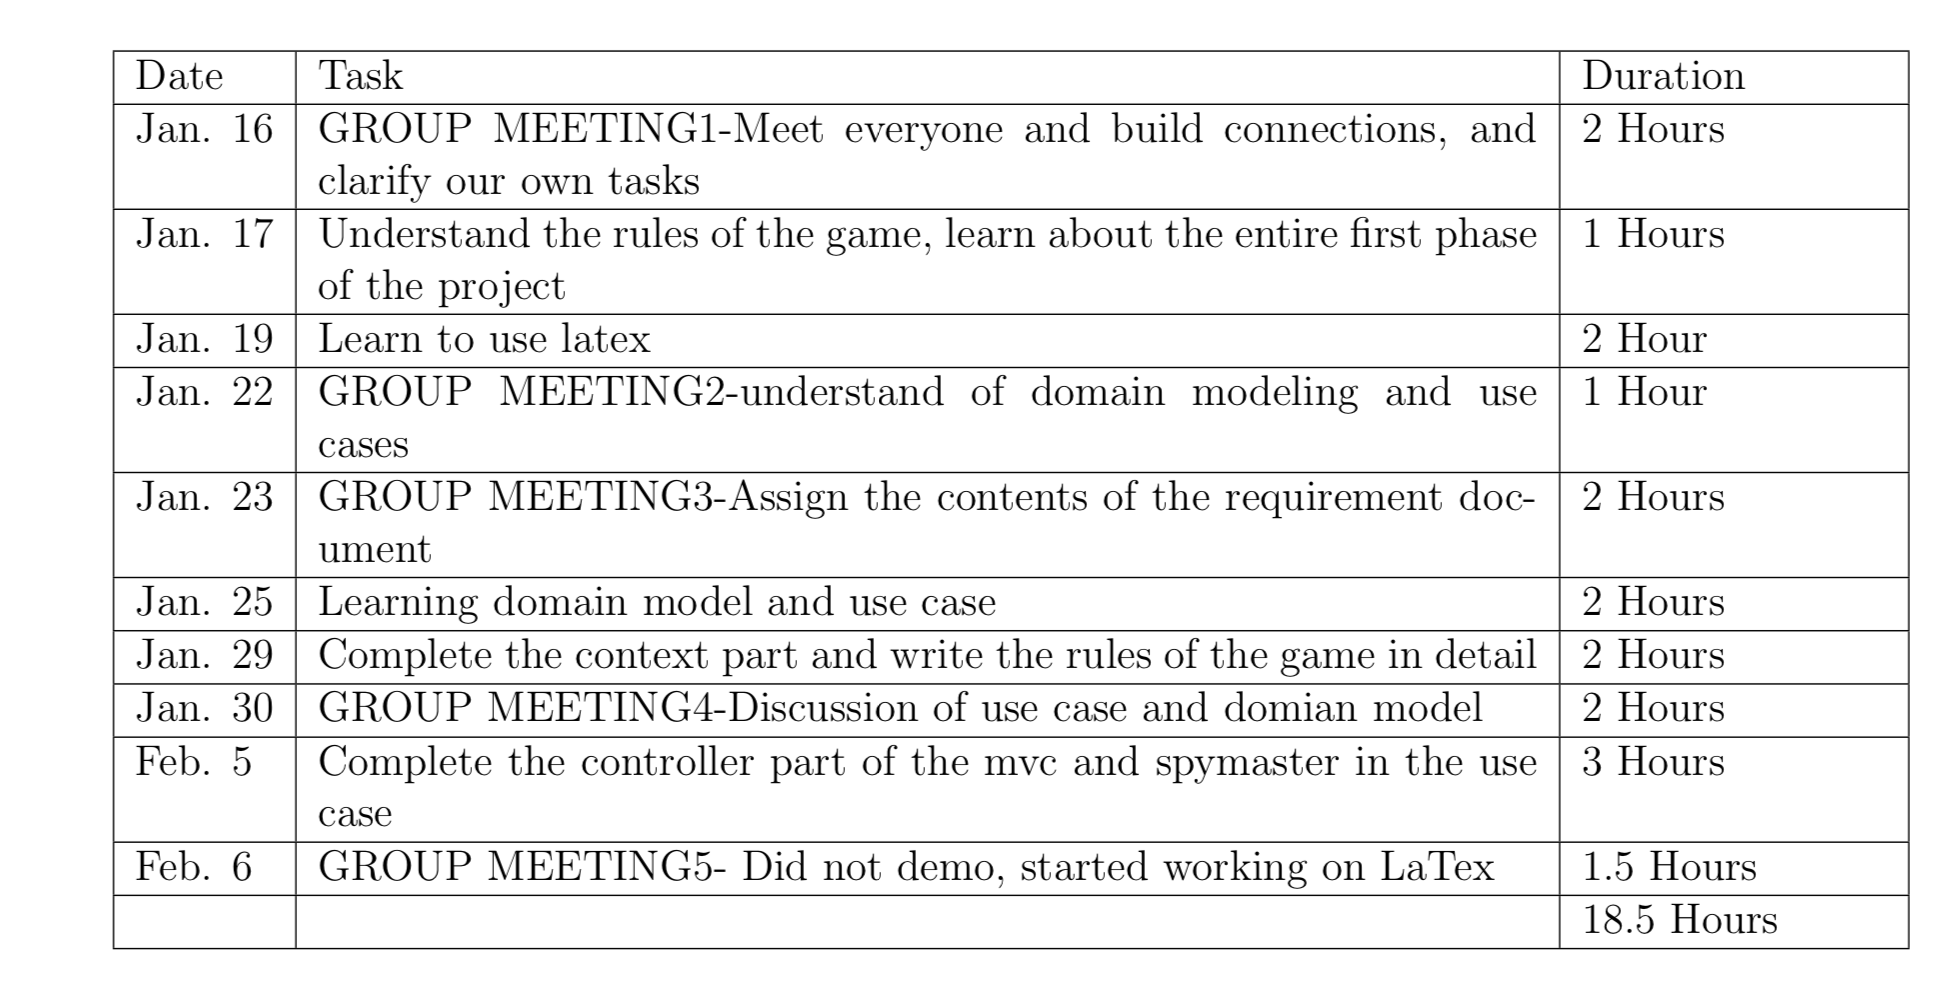 Date Task Duration
Jan. 16 GROUP MEETING1-Meet everyone and build connections, and 2 Hours
clarify our own tasks
Jan. 17 Understand the rules of the game, learn about the entire first phase 1 Hours
of the project
Jan. 19 Learn to use latex 2 Hour
Jan. 22 GROUP MEETING2-understand of domain modeling and use 1 Hour
cases
Jan. 23 GROUP MEETING3-Assign the contents of the requirement doc- 2 Hours
ument
Jan. 25 Learning domain model and use case 2 Hours
Jan. 29 Complete the context part and write the rules of the game in detail 2 Hours
Jan. 30 GROUP MEETING4-Discussion of use case and domian model 2 Hours
Feb. 5 Complete the controller part of the mvc and spymaster in the use 3 Hours
case
Feb. 6 GROUP MEETING5- Did not demo, started working on LaTex 1.5 Hours
18.5 Hours